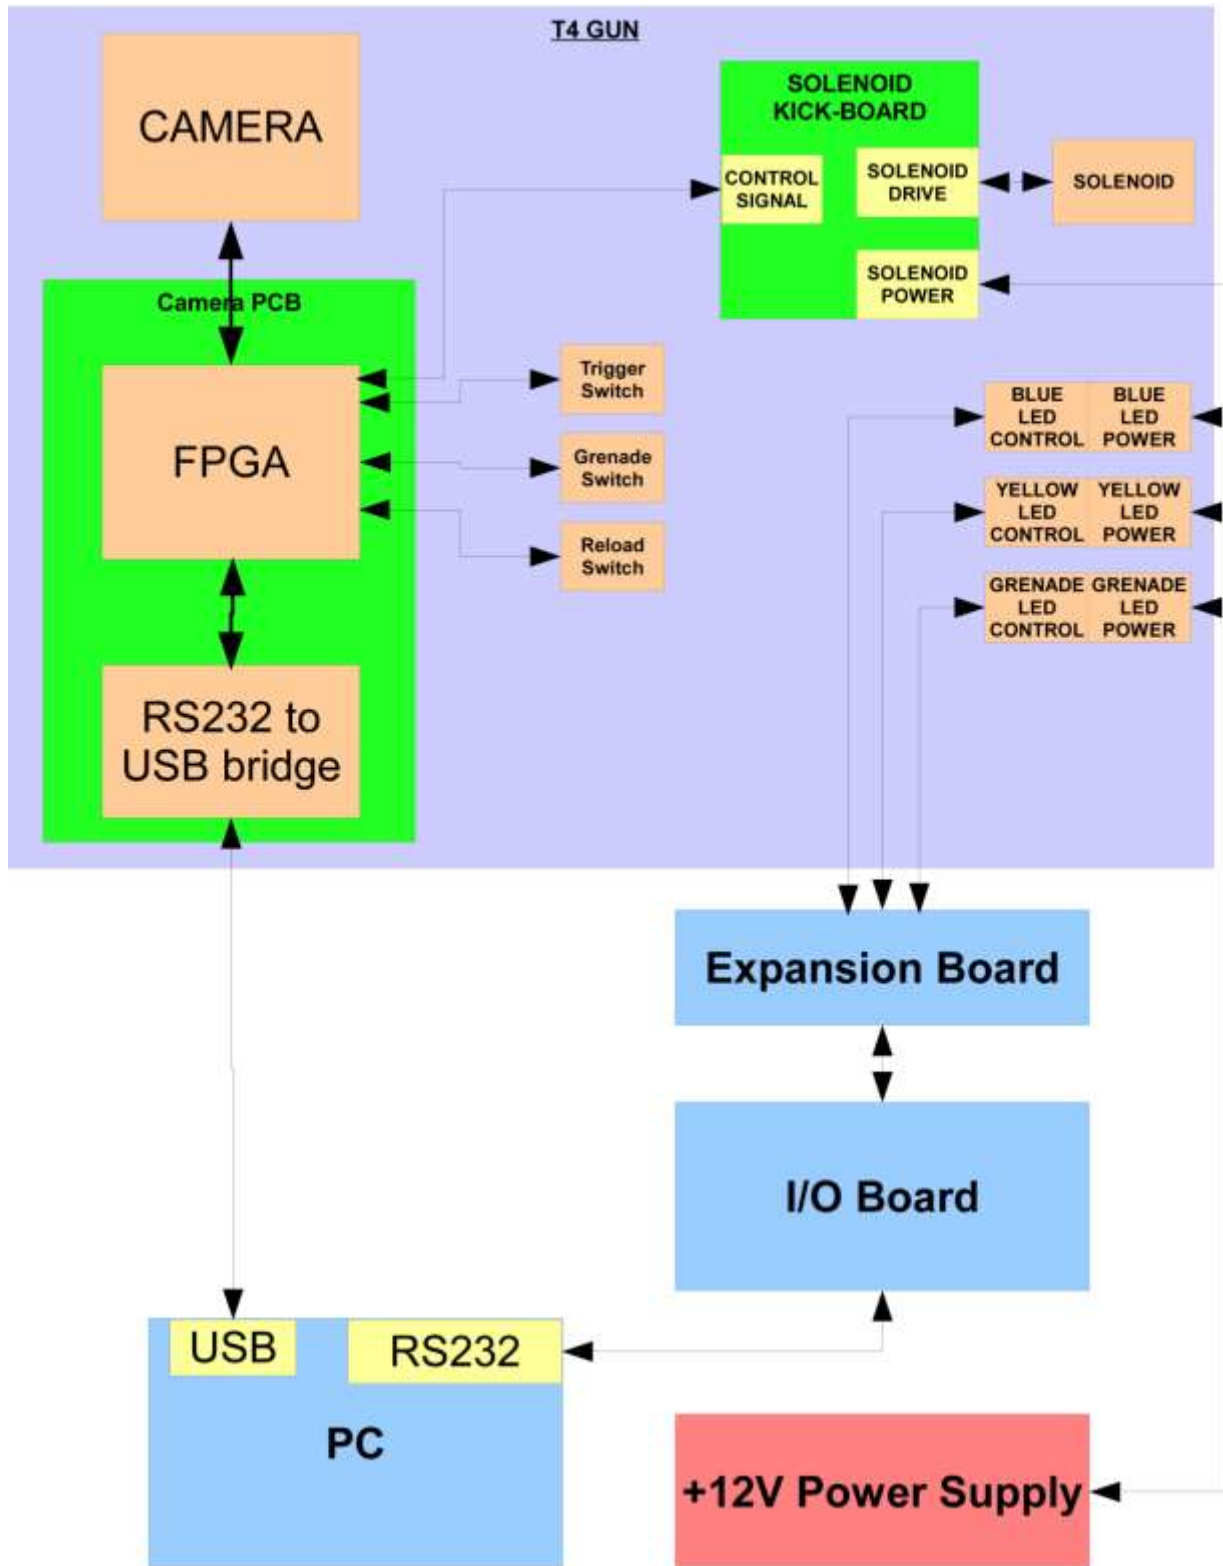 T4 GUN
CAMERA
SOLENOID
KICK-BOARD
CONTROL
SIGNAL
SOLENOID
DRIVE
SOLENOID
SOLENOID
POWER
Camera PCB
FPGA
Trigger
Switch
Grenade
Switch
Reload
Switch
BLUE
LED
CONTROL
BLUE
LED
POWER
YELLOW
LED
CONTROL
YELLOW
LED
POWER
GRENADE
LED
CONTROL
GRENADE
LED
POWER
RS232 to
USB bridge
Expansion Board
I/O Board
USB
RS232
PC
+12V Power Supply